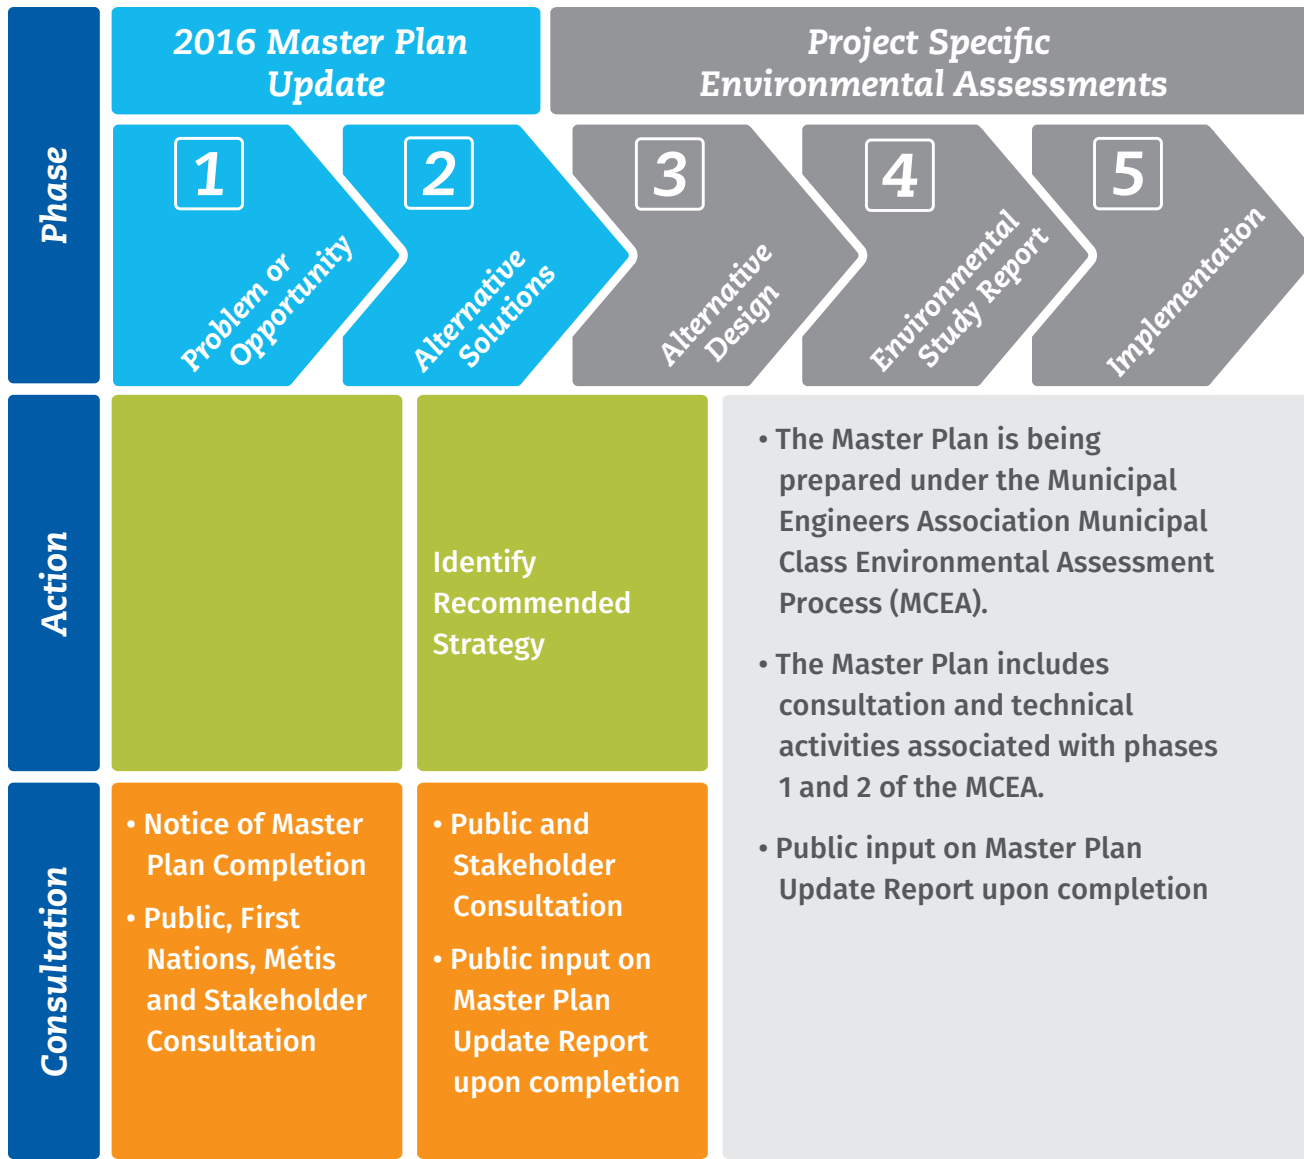 2016 Master Plan
Update
Project Specific
Environmental Assessments
Phase
1
Problem or
Opportunity
2
Alternative
Solutions
3
Alternative
Design
4
Environmental
Study Report
5
Implementation
Action
Identify
Recommended
Strategy
• The Master Plan is being
prepared under the Municipal
Engineers Association Municipal
Class Environmental Assessment
Process (MCEA).
• The Master Plan includes
consultation and technical
activities associated with phases
1 and 2 of the MCEA.
• Public input on Master Plan
Update Report upon completion
Consultation
• Notice of Master
Plan Completion
• Public, First
Nations, Métis
and Stakeholder
Consultation
• Public and
Stakeholder
Consultation
• Public input on
Master Plan
Update Report
upon completion